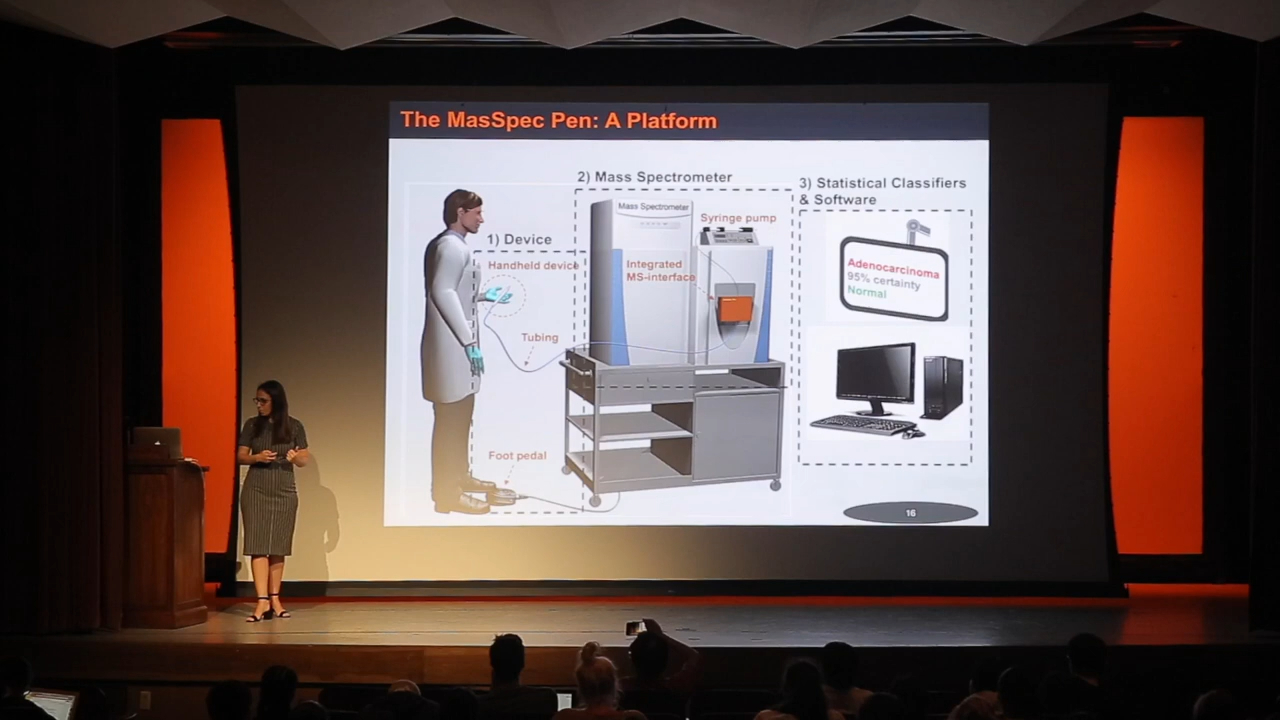 The MasSpec Pen: A Platform
2) Mass Spectrometer
3) Statistical Classifiers
& Software
1) Device
Handheld device
Tubing
Foot pedal
Mass Spectrometer
Syringe pump
Integrated
MS-interface
Adenocarcinoma
95% certainty
Normal
16